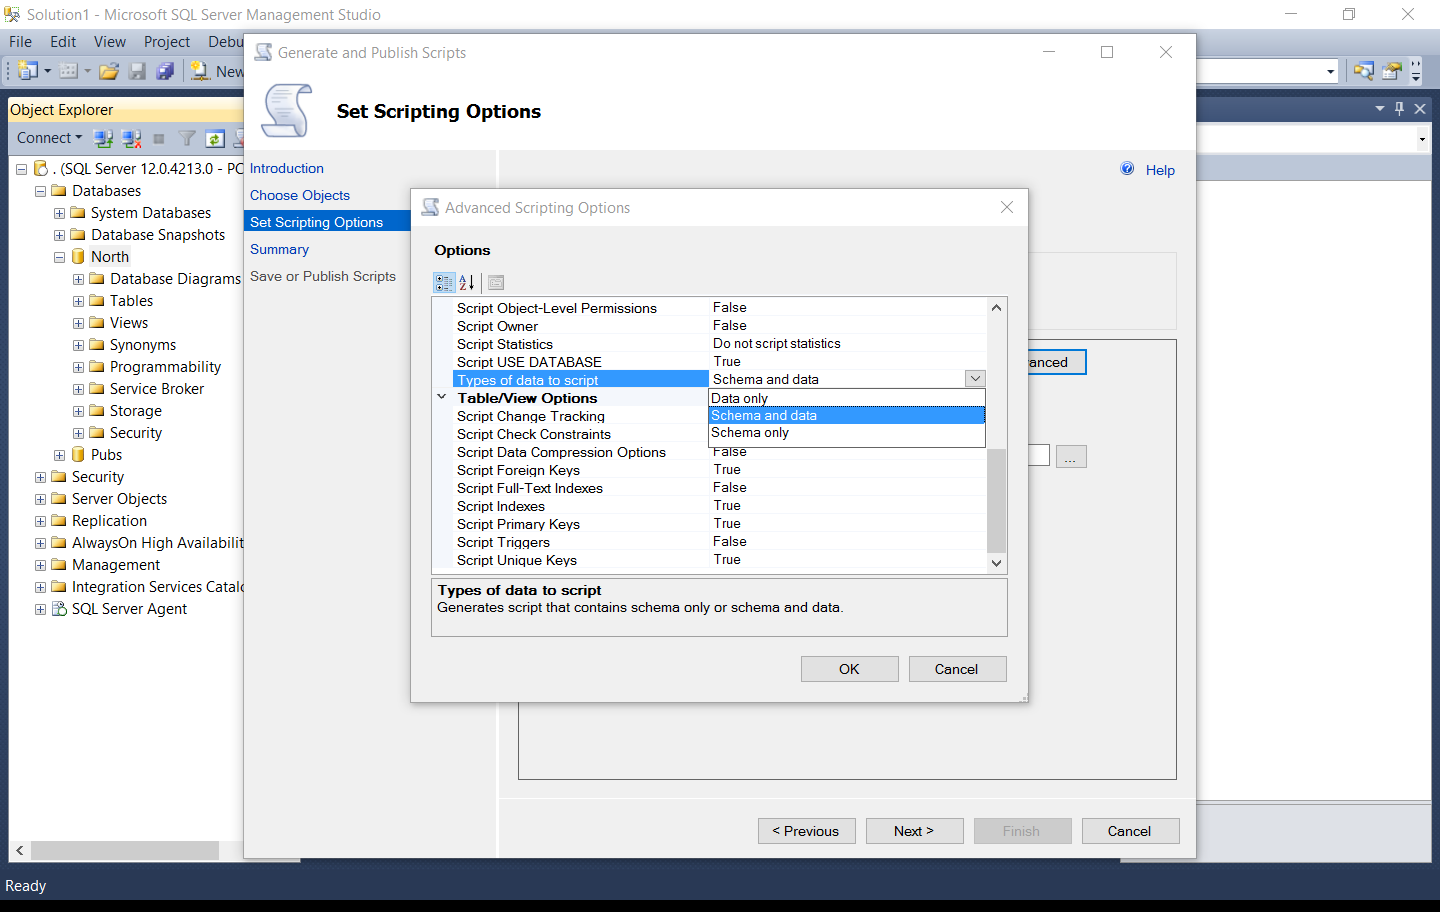 Solution1 - Microsoft SQL Server Management Studio
File Edit View Project Debu
New
Generate and Publish Scripts
Set Scripting Options
Object Explorer
Connect
. (SQL Server 12.0.4213.0 - PC
Databases
System Databases
Database Snapshots
North
Database Diagrams
Tables
Views
Synonyms
Programmability
Service Broker
Storage
Security
Pubs
Security
Server Objects
Replication
AlwaysOn High Availabilit
Management
Integration Services Catal
SQL Server Agent
Introduction
Choose Objects
Set Scripting Options
Summary
Save or Publish Scripts
Help
Advanced Scripting Options
Options
Script Object-Level Permissions False
Script Owner False
Script Statistics Do not script statistics
Script USE DATABASE True
Types of data to script Schema and data
Data only
Schema and data
Schema only
Table/View Options
Script Change Tracking
Script Check Constraints
Script Data Compression Options False
Script Foreign Keys True
Script Full-Text Indexes False
Script Indexes True
Script Primary Keys True
Script Triggers False
Script Unique Keys True
Types of data to script
Generates script that contains schema only or schema and data.
OK Cancel
anced
...
< Previous Next > Finish Cancel
Ready